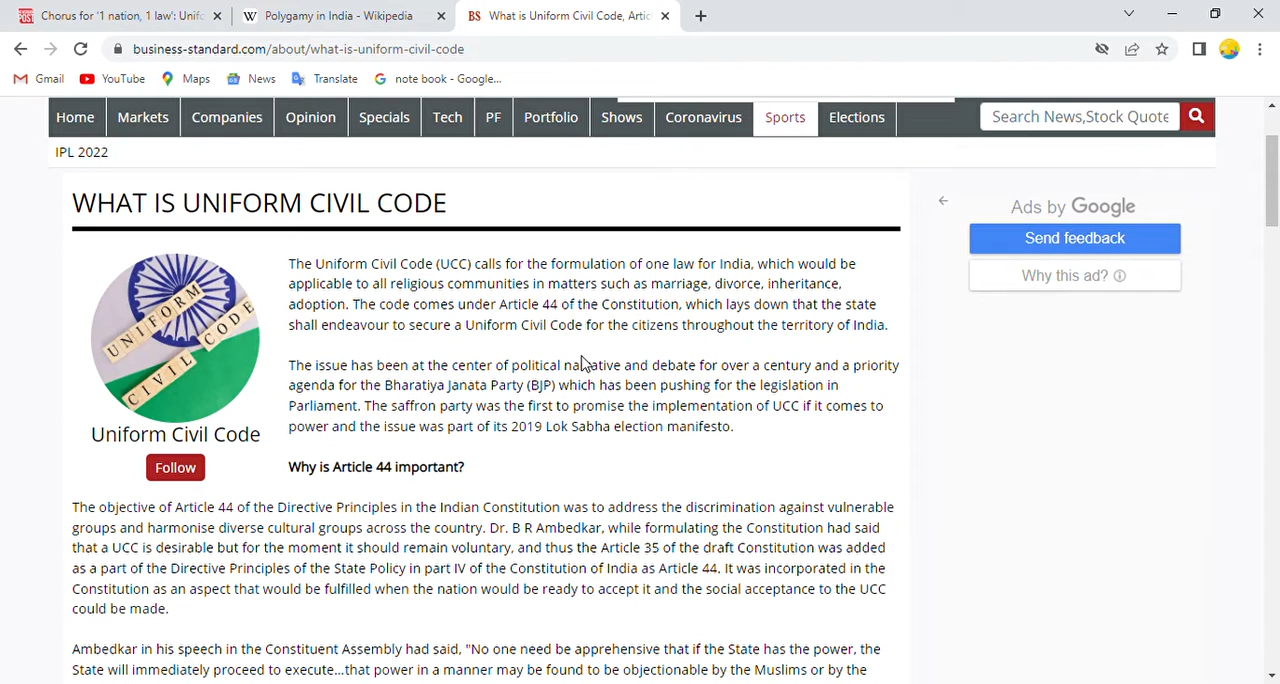 Chorus for '1 nation, 1 law': Unifo
Polygamy in India - Wikipedia
BS What is Uniform Civil Code, Artic
business-standard.com/about/what-is-uniform-civil-code
Gmail YouTube Maps News Translate note book - Google...
Home Markets Companies Opinion Specials Tech PF Portfolio Shows Coronavirus Sports Elections Search News,Stock Quote
IPL 2022
WHAT IS UNIFORM CIVIL CODE
Ads by Google
Send feedback
Why this ad?
UNIFORM
CIVIL CODE
Uniform Civil Code
Follow
The Uniform Civil Code (UCC) calls for the formulation of one law for India, which would be
applicable to all religious communities in matters such as marriage, divorce, inheritance,
adoption. The code comes under Article 44 of the Constitution, which lays down that the state
shall endeavour to secure a Uniform Civil Code for the citizens throughout the territory of India.
The issue has been at the center of political narrative and debate for over a century and a priority
agenda for the Bharatiya Janata Party (BJP) which has been pushing for the legislation in
Parliament. The saffron party was the first to promise the implementation of UCC if it comes to
power and the issue was part of its 2019 Lok Sabha election manifesto.
Why is Article 44 important?
The objective of Article 44 of the Directive Principles in the Indian Constitution was to address the discrimination against vulnerable
groups and harmonise diverse cultural groups across the country. Dr. B R Ambedkar, while formulating the Constitution had said
that a UCC is desirable but for the moment it should remain voluntary, and thus the Article 35 of the draft Constitution was added
as a part of the Directive Principles of the State Policy in part IV of the Constitution of India as Article 44. It was incorporated in the
Constitution as an aspect that would be fulfilled when the nation would be ready to accept it and the social acceptance to the UCC
could be made.
Ambedkar in his speech in the Constituent Assembly had said, "No one need be apprehensive that if the State has the power, the
State will immediately proceed to execute...that power in a manner may be found to be objectionable by the Muslims or by the